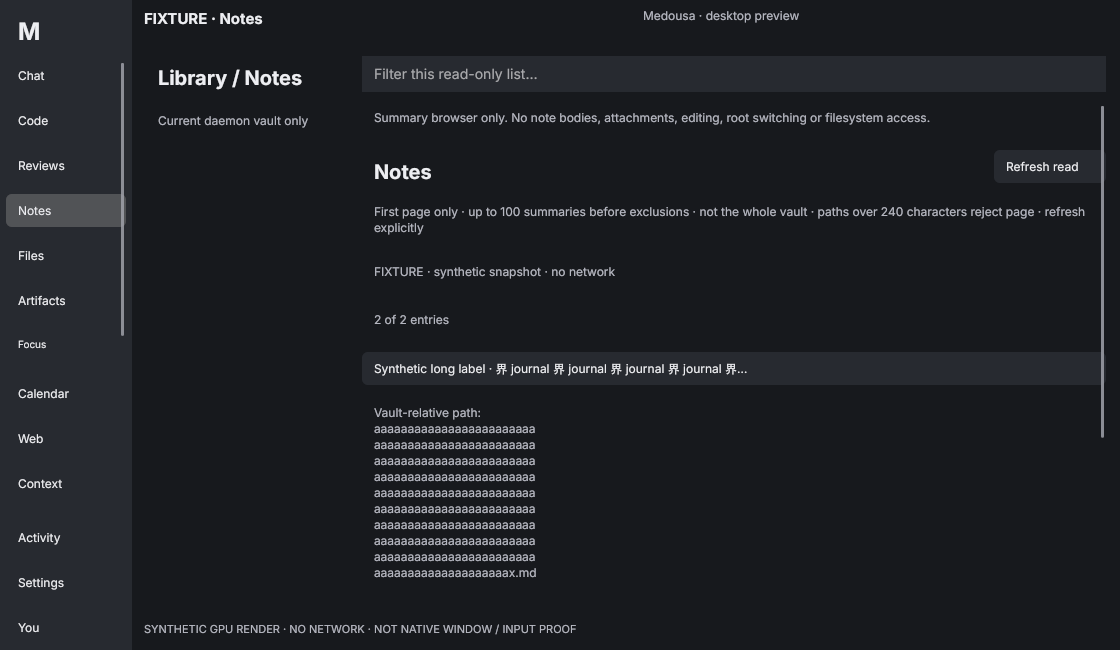 M
FIXTURE · Notes
Medousa · desktop preview
Chat
Code
Reviews
Notes
Files
Artifacts
Focus
Calendar
Web
Context
Activity
Settings
You
Library / Notes
Current daemon vault only
Filter this read-only list...
Summary browser only. No note bodies, attachments, editing, root switching or filesystem access.
Notes
Refresh read
First page only · up to 100 summaries before exclusions · not the whole vault · paths over 240 characters reject page · refresh
explicitly
FIXTURE · synthetic snapshot · no network
2 of 2 entries
Synthetic long label · 界 journal 界 journal 界 journal 界 journal 界...
Vault-relative path:
aaaaaaaaaaaaaaaaaaaaaaaa
aaaaaaaaaaaaaaaaaaaaaaaa
aaaaaaaaaaaaaaaaaaaaaaaa
aaaaaaaaaaaaaaaaaaaaaaaa
aaaaaaaaaaaaaaaaaaaaaaaa
aaaaaaaaaaaaaaaaaaaaaaaa
aaaaaaaaaaaaaaaaaaaaaaaa
aaaaaaaaaaaaaaaaaaaaaaaa
aaaaaaaaaaaaaaaaaaaaaaaa
aaaaaaaaaaaaaaaaaaaax.md
SYNTHETIC GPU RENDER · NO NETWORK · NOT NATIVE WINDOW / INPUT PROOF